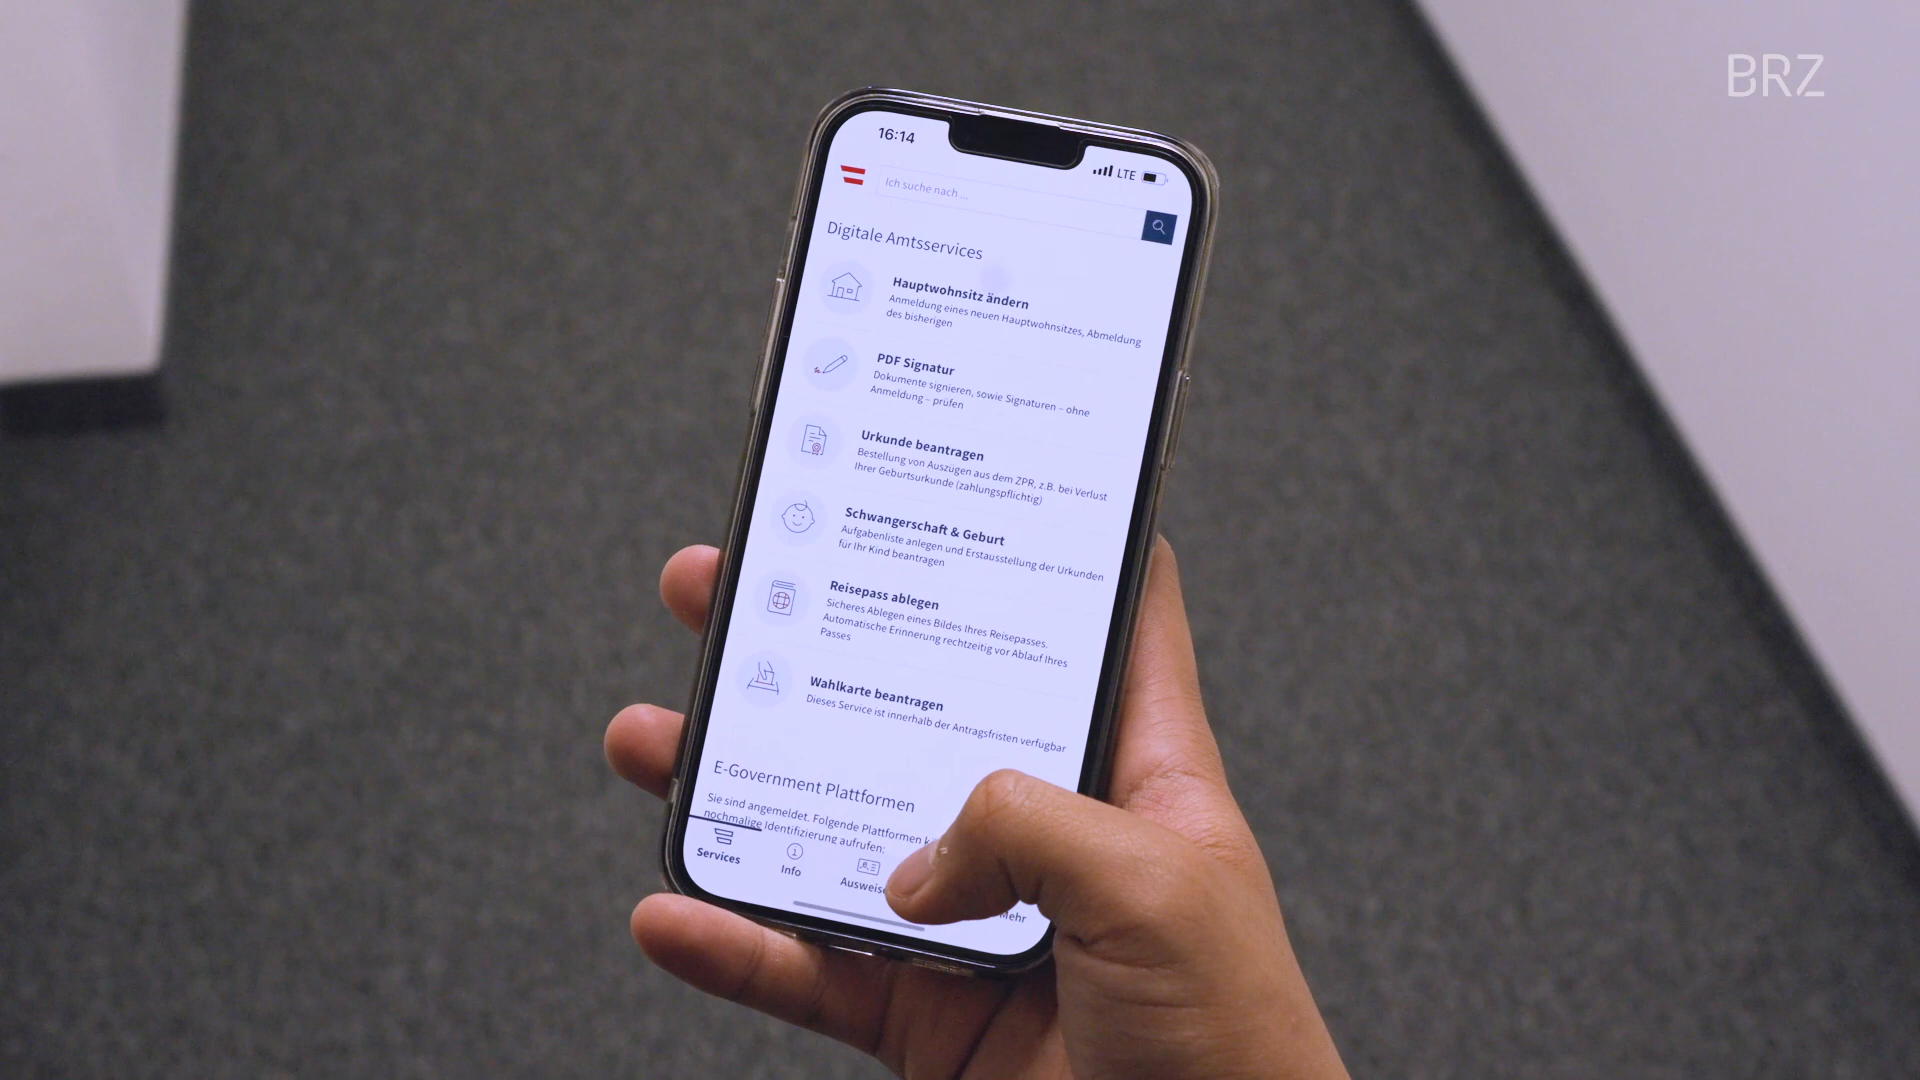 BRZ
16:14
LTE
Ich suche nach ...
Digitale Amtsservices
Hauptwohnsitz ändern
Anmeldung eines neuen Hauptwohnsitzes, Abmeldung
des bisherigen
PDF Signatur
Dokumente signieren, sowie Signaturen – ohne
Anmeldung – prüfen
Urkunde beantragen
Bestellung von Auszügen aus dem ZPR, z.B. bei Verlust
Ihrer Geburtsurkunde (zahlungspflichtig)
Schwangerschaft & Geburt
Aufgabenliste anlegen und Erstausstellung der Urkunden
für Ihr Kind beantragen
Reisepass ablegen
Sicheres Ablegen eines Bildes Ihres Reisepasses.
Automatische Erinnerung rechtzeitig vor Ablauf Ihres
Passes
Wahlkarte beantragen
Dieses Service ist innerhalb der Antragsfristen verfügbar
E-Government Plattformen
Sie sind angemeldet. Folgende Plattformen
nochmalige Identifizierung aufrufen:
Services
Info
Ausweise
Mehr